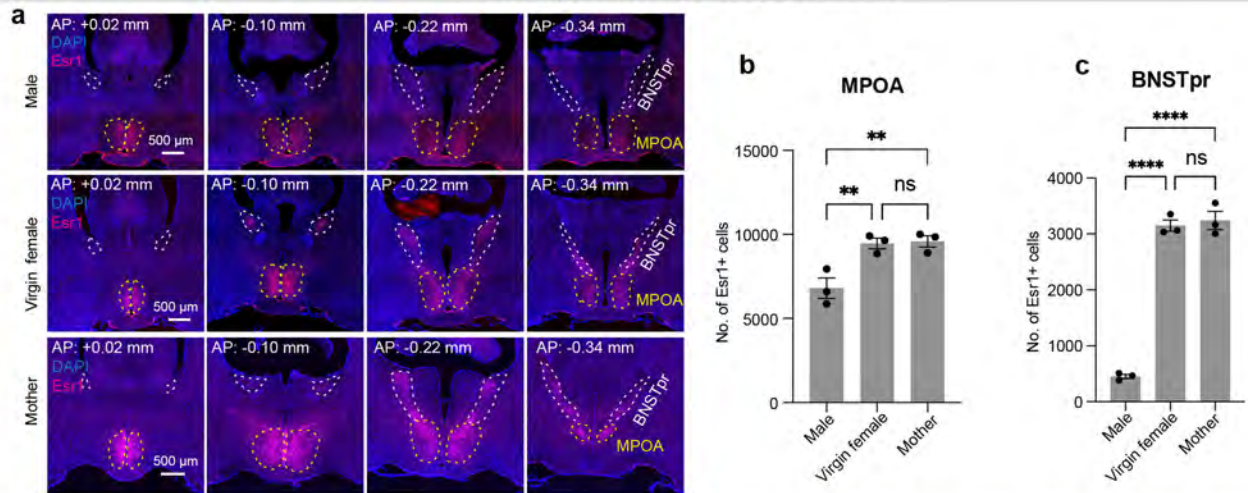 a
AP: +0.02 mm
AP: -0.10 mm
AP: -0.22 mm
AP: -0.34 mm
DAPI
Esr1
Male
BNSTpr
MPOA
500 µm
AP: +0.02 mm
AP: -0.10 mm
AP: -0.22 mm
AP: -0.34 mm
DAPI
Esr1
Virgin female
BNSTpr
MPOA
500 µm
AP: +0.02 mm
AP: -0.10 mm
AP: -0.22 mm
AP: -0.34 mm
DAPI
Esr1
Mother
BNSTpr
MPOA
500 µm
b
MPOA
**
**
ns
No. of Esr1+ cells
15000
10000
5000
0
Male
Virgin female
Mother
c
BNSTpr
****
****
ns
No. of Esr1+ cells
4000
3000
2000
1000
0
Male
Virgin female
Mother